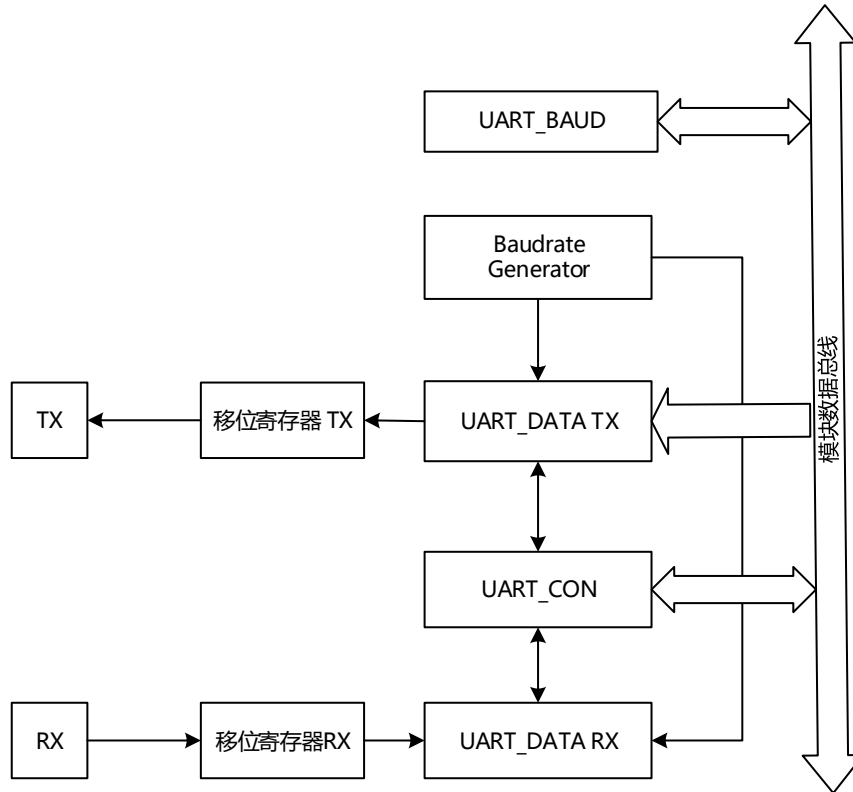 UART_BAUD
Baudrate
Generator
TX
移位寄存器 TX
UART_DATA TX
模块数据总线
UART_CON
RX
移位寄存器RX
UART_DATA RX